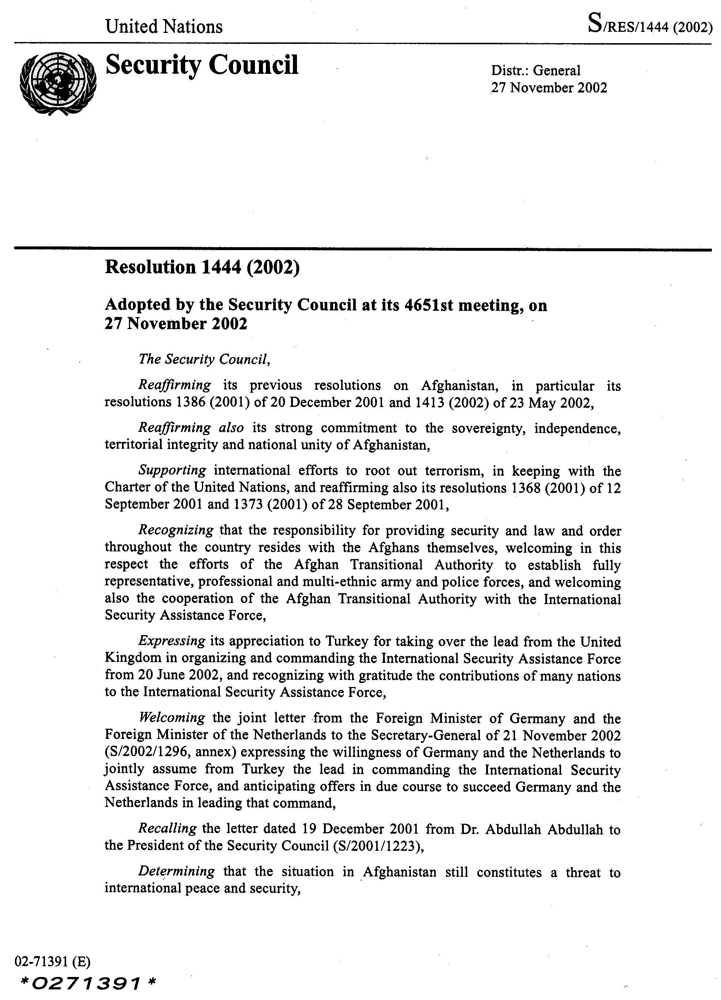 United Nations
S/RES/1444 (2002)
Security Council
Distr.: General
27 November 2002
Resolution 1444 (2002)
Adopted by the Security Council at its 4651st meeting, on
27 November 2002
The Security Council,
Reaffirming its previous resolutions on Afghanistan, in particular its
resolutions 1386 (2001) of 20 December 2001 and 1413 (2002) of 23 May 2002,
Reaffirming also its strong commitment to the sovereignty, independence,
territorial integrity and national unity of Afghanistan,
Supporting international efforts to root out terrorism, in keeping with the
Charter of the United Nations, and reaffirming also its resolutions 1368 (2001) of 12
September 2001 and 1373 (2001) of 28 September 2001,
Recognizing that the responsibility for providing security and law and order
throughout the country resides with the Afghans themselves, welcoming in this
respect the efforts of the Afghan Transitional Authority to establish fully
representative, professional and multi-ethnic army and police forces, and welcoming
also the cooperation of the Afghan Transitional Authority with the International
Security Assistance Force,
Expressing its appreciation to Turkey for taking over the lead from the United
Kingdom in organizing and commanding the International Security Assistance Force
from 20 June 2002, and recognizing with gratitude the contributions of many nations
to the International Security Assistance Force,
Welcoming the joint letter from the Foreign Minister of Germany and the
Foreign Minister of the Netherlands to the Secretary-General of 21 November 2002
(S/2002/1296, annex) expressing the willingness of Germany and the Netherlands to
jointly assume from Turkey the lead in commanding the International Security
Assistance Force, and anticipating offers in due course to succeed Germany and the
Netherlands in leading that command,
Recalling the letter dated 19 December 2001 from Dr. Abdullah Abdullah to
the President of the Security Council (S/2001/1223),
Determining that the situation in Afghanistan still constitutes a threat to
international peace and security,
02-71391 (E)
*0271391*